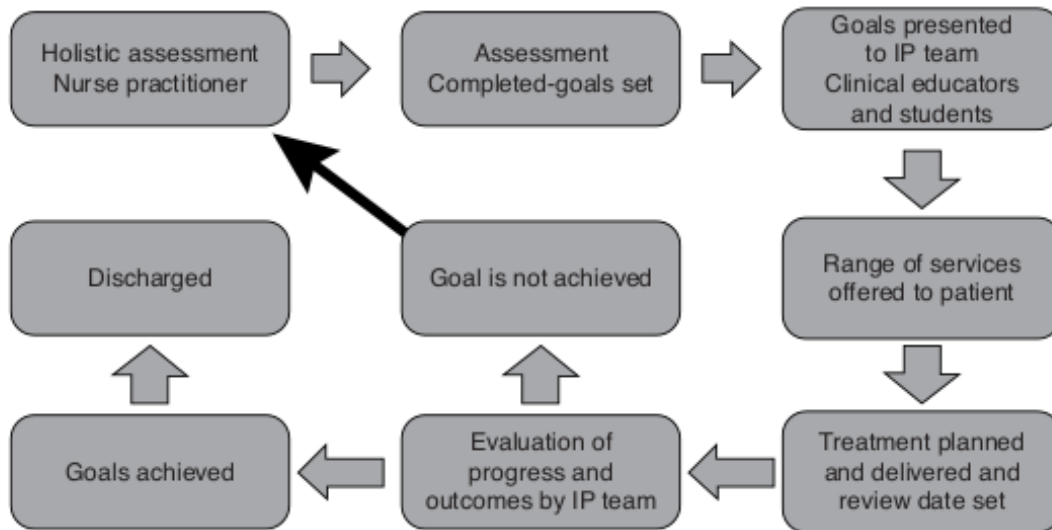 Holistic assessment
Nurse practitioner
Assessment
Completed-goals set
Goals presented
to IP team
Clinical educators
and students
Discharged
Goal is not achieved
Range of services
offered to patient
Goals achieved
Evaluation of
progress and
outcomes by IP team
Treatment planned
and delivered and
review date set